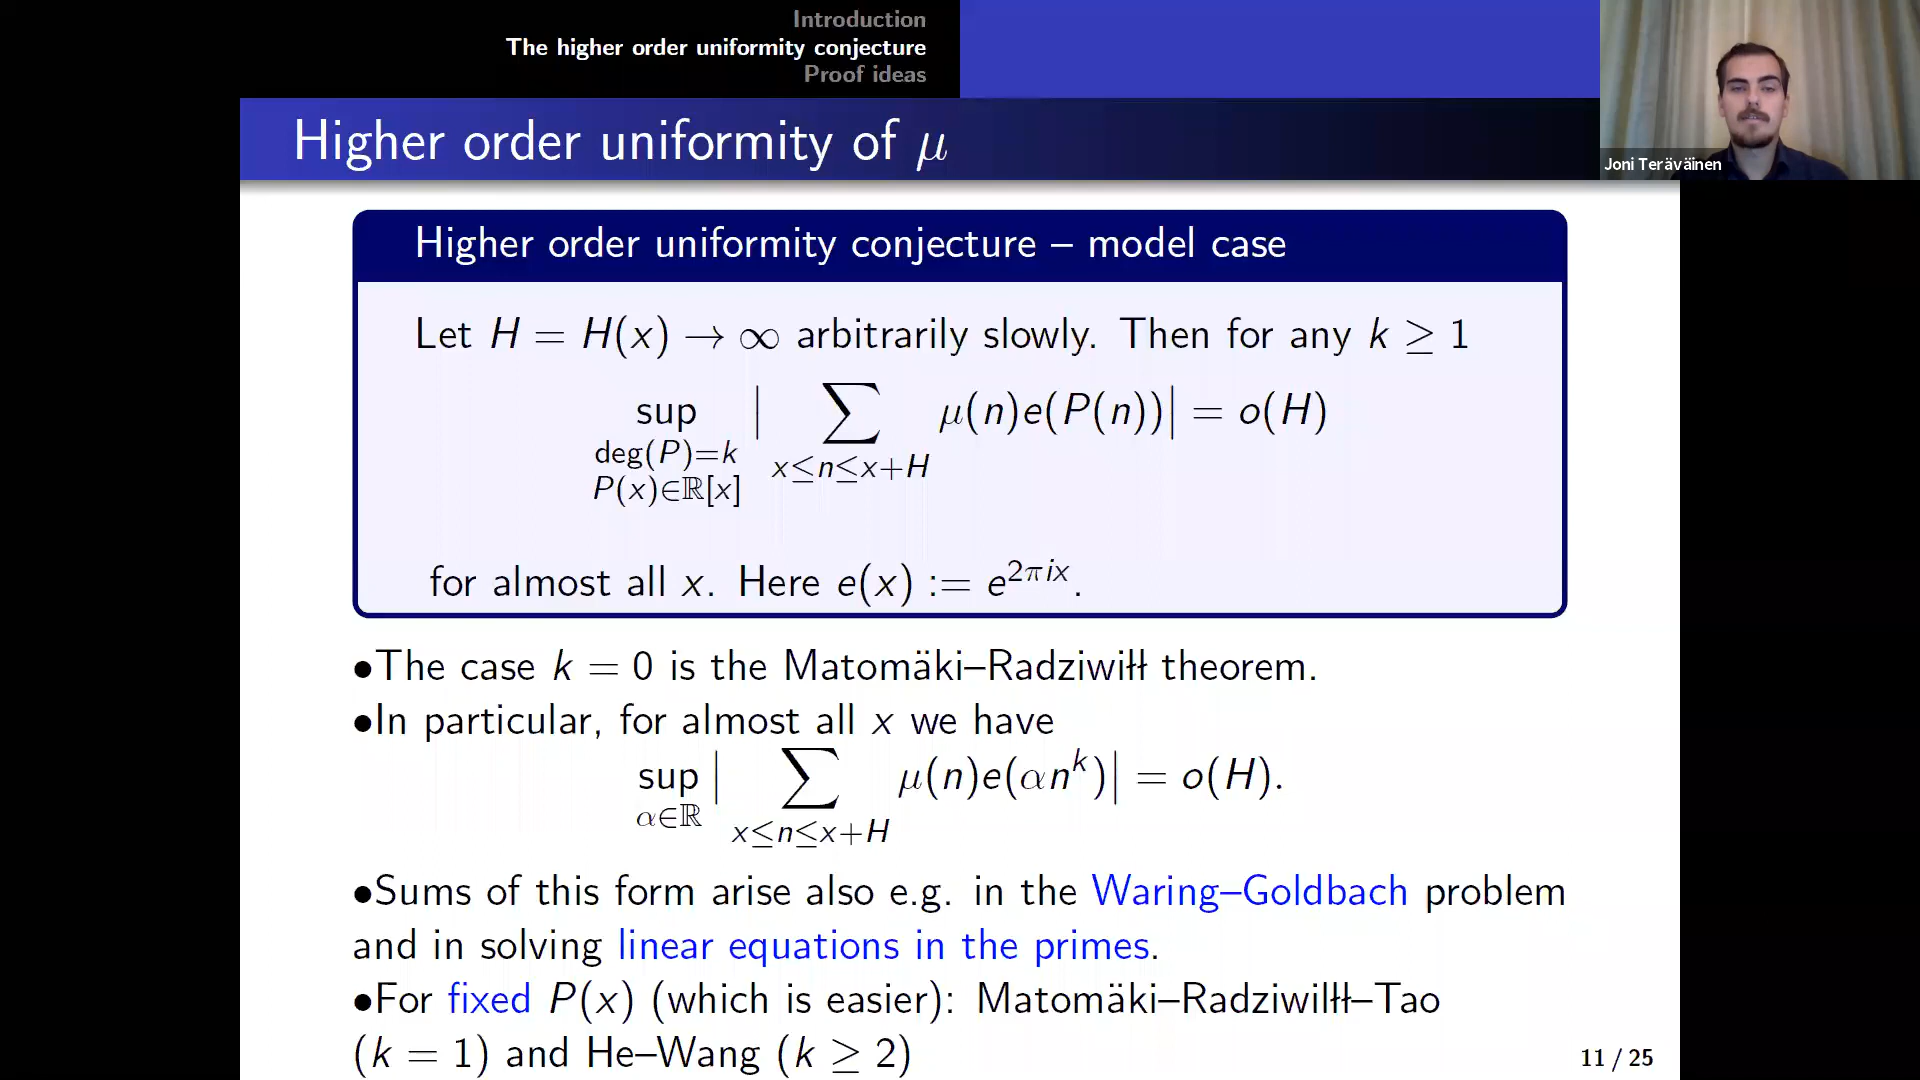 Introduction
The higher order uniformity conjecture
Proof ideas
Higher order uniformity of μ
Joni Teräväinen
Higher order uniformity conjecture – model case
Let H = H(x) → ∞ arbitrarily slowly. Then for any k ≥ 1
sup | ∑ μ(n)e(P(n))| = o(H)
deg(P)=k x≤n≤x+H
P(x)∈ℝ[x]
for almost all x. Here e(x) := e^{2πix}.
•The case k = 0 is the Matomäki–Radziwiłł theorem.
•In particular, for almost all x we have
sup | ∑ μ(n)e(αn^k)| = o(H).
α∈ℝ x≤n≤x+H
•Sums of this form arise also e.g. in the Waring–Goldbach problem
and in solving linear equations in the primes.
•For fixed P(x) (which is easier): Matomäki–Radziwilłł–Tao
(k = 1) and He–Wang (k ≥ 2)
11 / 25